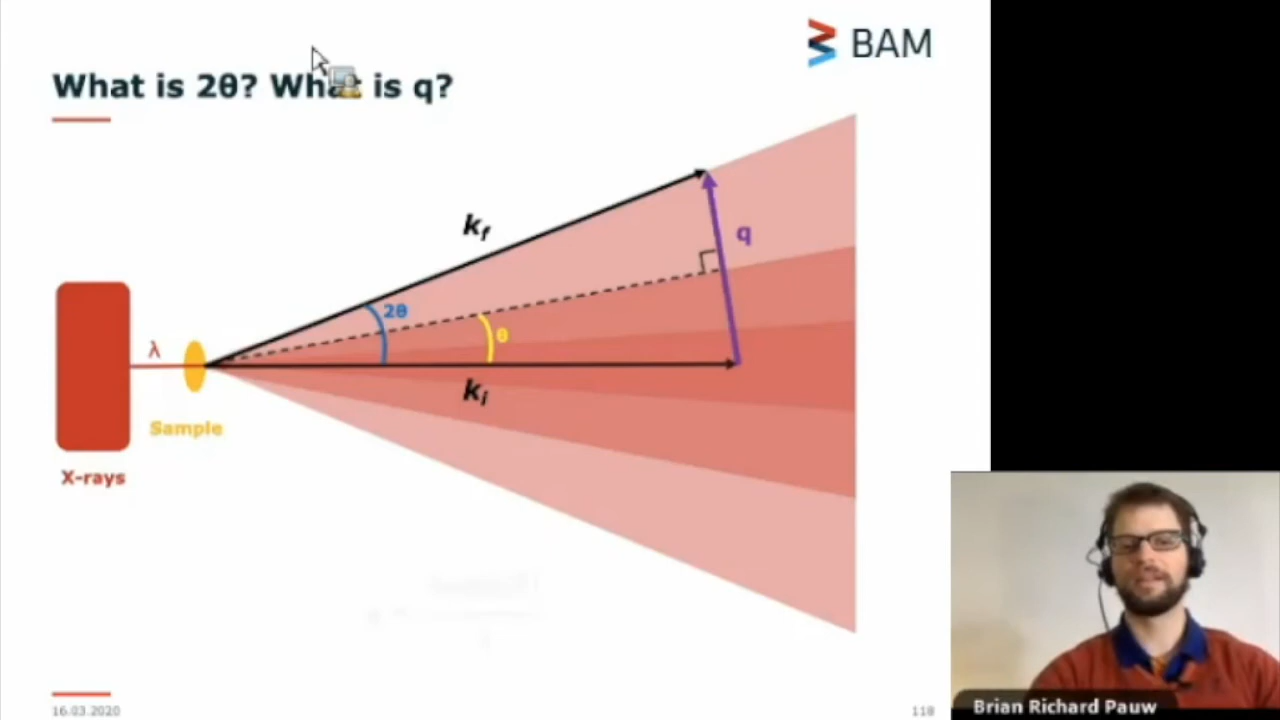 BAM
What is 2θ? What is q?
k_f
q
2θ
θ
λ
k_i
Sample
X-rays
16.03.2020
118
Brian Richard Pauw